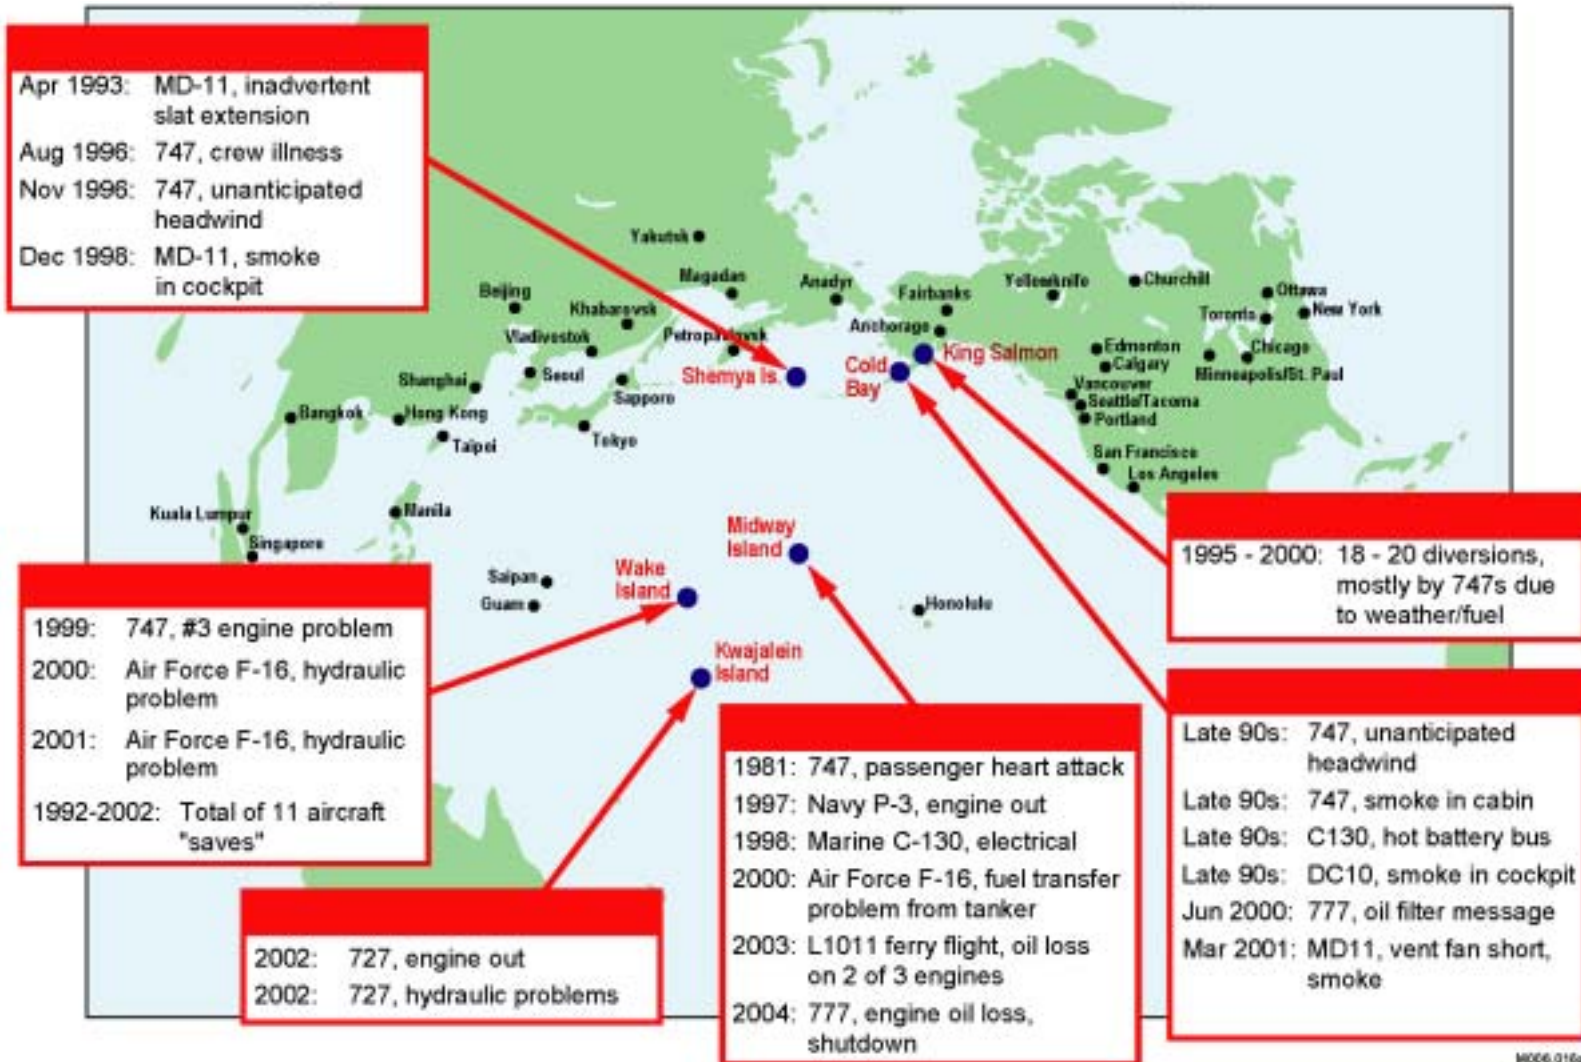 Apr 1993: MD-11, inadvertent
slat extension
Aug 1996: 747, crew illness
Nov 1996: 747, unanticipated
headwind
Dec 1998: MD-11, smoke
in cockpit
Yakutsk
Magadan
Anadyr
Beijing
Khabarovsk
Vladivostok
Petropavlovsk
Fairbanks
Anchorage
Yellowknife
Churchill
Ottawa
Toronto
New York
Edmonton
Calgary
Chicago
Minneapolis/St. Paul
Vancouver
Seattle/Tacoma
Portland
San Francisco
Los Angeles
King Salmon
Cold
Bay
Shemya Is.
Shanghai
Seoul
Sapporo
Bangkok
Hong Kong
Taipei
Tokyo
Kuala Lumpur
Singapore
Manila
Midway
Island
Wake
Island
Saipan
Guam
Honolulu
Kwajalein
Island
1995 - 2000: 18 - 20 diversions,
mostly by 747s due
to weather/fuel
1999: 747, #3 engine problem
2000: Air Force F-16, hydraulic
problem
2001: Air Force F-16, hydraulic
problem
1992-2002: Total of 11 aircraft
"saves"
2002: 727, engine out
2002: 727, hydraulic problems
1981: 747, passenger heart attack
1997: Navy P-3, engine out
1998: Marine C-130, electrical
2000: Air Force F-16, fuel transfer
problem from tanker
2003: L1011 ferry flight, oil loss
on 2 of 3 engines
2004: 777, engine oil loss,
shutdown
Late 90s: 747, unanticipated
headwind
Late 90s: 747, smoke in cabin
Late 90s: C130, hot battery bus
Late 90s: DC10, smoke in cockpit
Jun 2000: 777, oil filter message
Mar 2001: MD11, vent fan short,
smoke